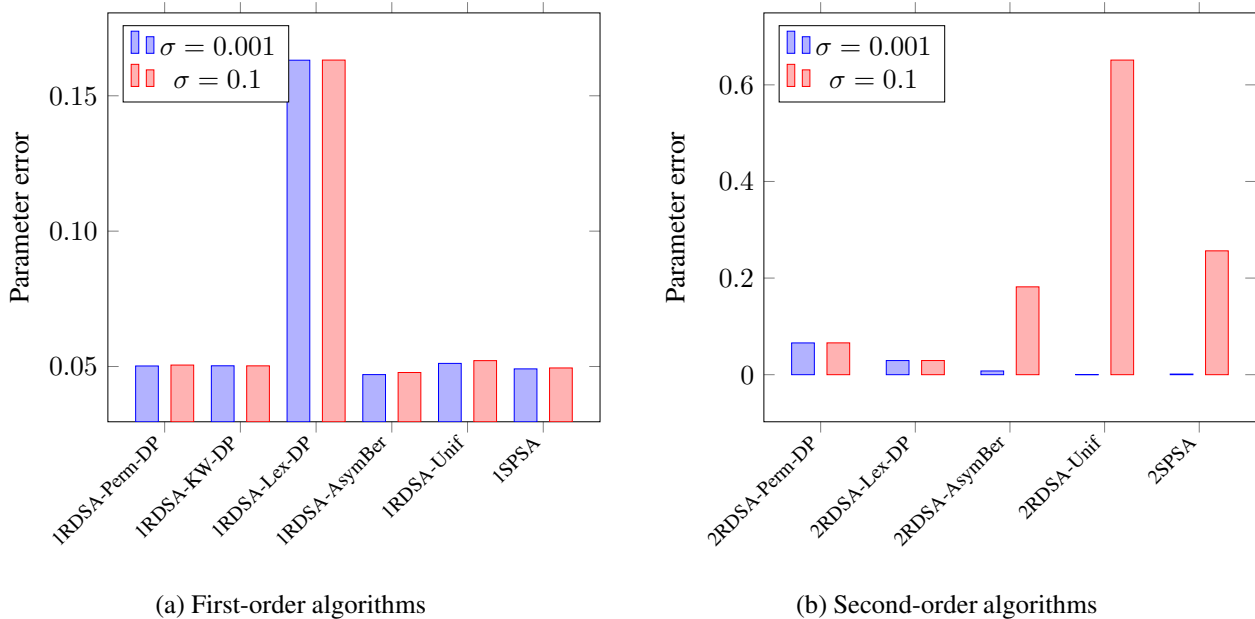 σ = 0.001
σ = 0.1
0.15
0.10
0.05
Parameter error
1RDSA-Perm-DP
1RDSA-KW-DP
1RDSA-Lex-DP
1RDSA-AsymBer
1RDSA-Unif
1SPSA
(a) First-order algorithms
σ = 0.001
σ = 0.1
0.6
0.4
0.2
0
Parameter error
2RDSA-Perm-DP
2RDSA-Lex-DP
2RDSA-AsymBer
2RDSA-Unif
2SPSA
(b) Second-order algorithms